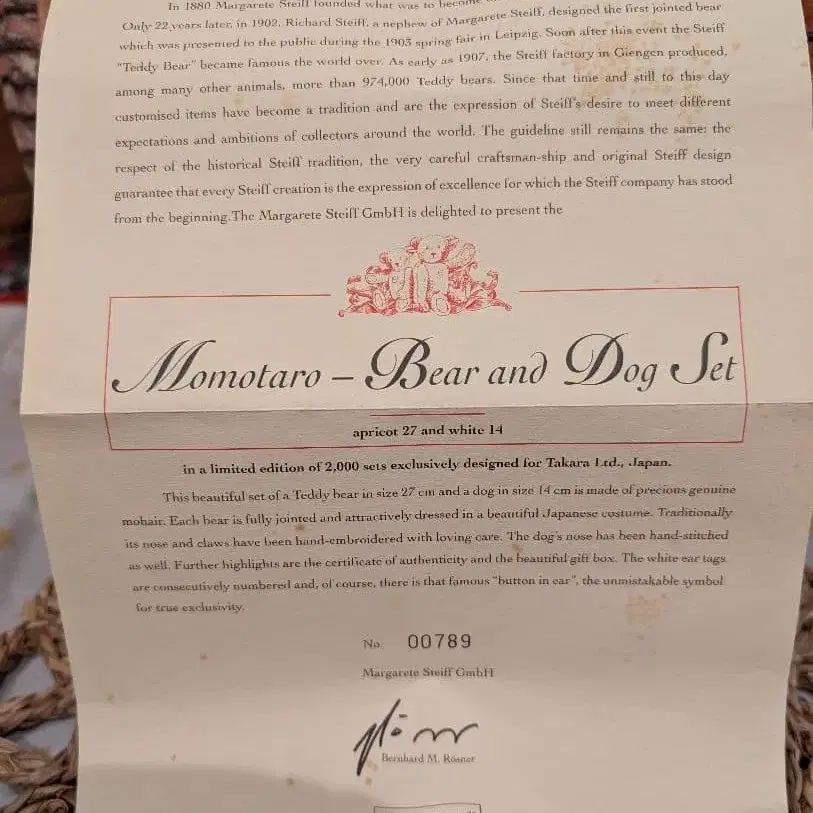 In 1880 Margarete Steiff founded what was to become
Only 22 years later, in 1902, Richard Steiff, a nephew of Margarete Steiff, designed the first jointed bear
which was presented to the public during the 1903 spring fair in Leipzig. Soon after this event the Steiff
"Teddy Bear" became famous the world over. As early as 1907, the Steiff factory in Giengen produced,
among many other animals, more than 974,000 Teddy bears. Since that time and still to this day
customised items have become a tradition and are the expression of Steiff's desire to meet different
expectations and ambitions of collectors around the world. The guideline still remains the same: the
respect of the historical Steiff tradition, the very careful craftsman-ship and original Steiff design
guarantee that every Steiff creation is the expression of excellence for which the Steiff company has stood
from the beginning.The Margarete Steiff GmbH is delighted to present the
Momotaro – Bear and Dog Set
apricot 27 and white 14
in a limited edition of 2,000 sets exclusively designed for Takara Ltd., Japan.
This beautiful set of a Teddy bear in size 27 cm and a dog in size 14 cm is made of precious genuine
mohair. Each bear is fully jointed and attractively dressed in a beautiful Japanese costume. Traditionally
its nose and claws have been hand-embroidered with loving care. The dog's nose has been hand-stitched
as well. Further highlights are the certificate of authenticity and the beautiful gift box. The white ear tags
are consecutively numbered and, of course, there is that famous "button in ear", the unmistakable symbol
for true exclusivity.
No. 00789
Margarete Steiff GmbH
Bernhard M. Rösner